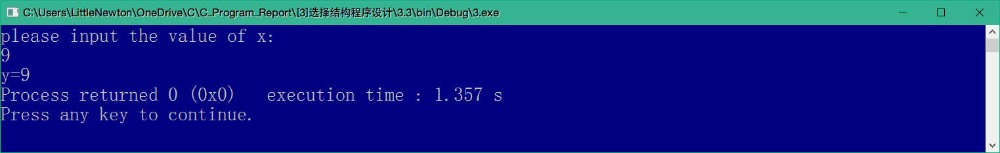 C:\Users\LittleNewton\OneDrive\C\C_Program_Report\[3]选择结构程序设计\3.3\bin\Debug\3.exe
please input the value of x:
9
y=9
Process returned 0 (0x0)   execution time : 1.357 s
Press any key to continue.